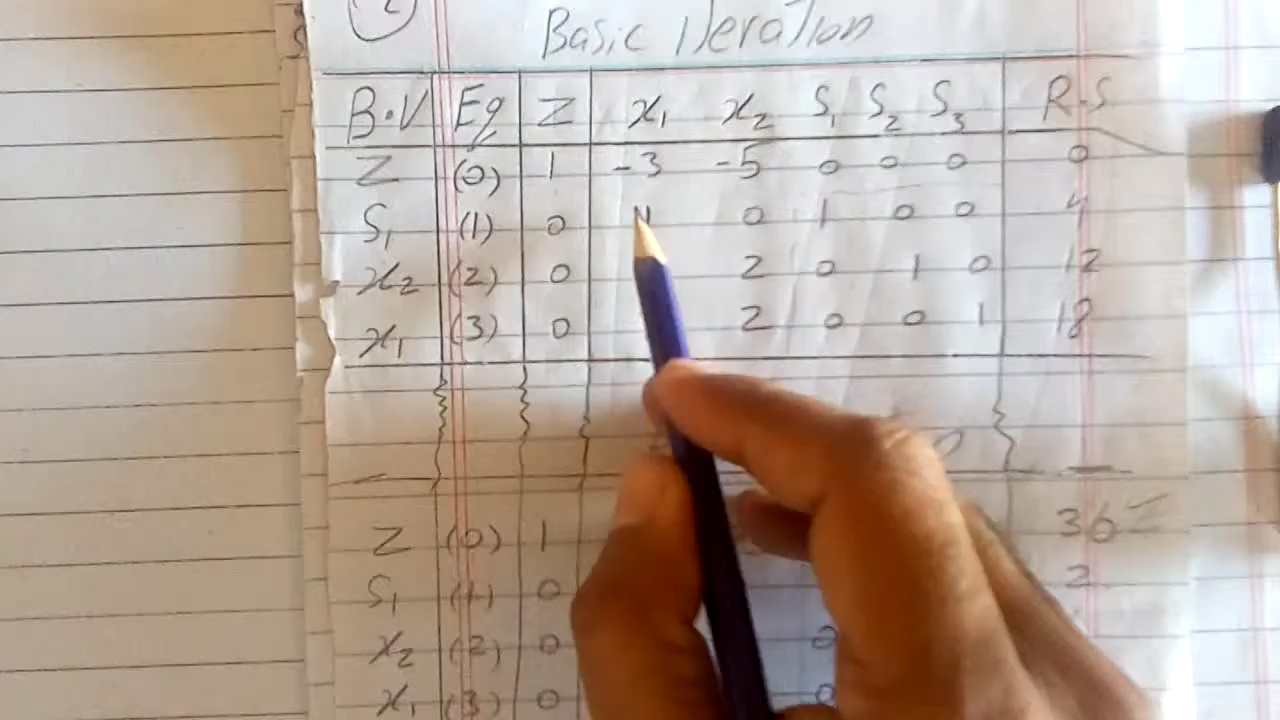 2
Basic Iteration
B.V Eq Z x₁ x₂ S₁ S₂ S₃ R.S
Z (0) 1 -3 -5 0 0 0 0
S₁ (1) 0 0 1 0 0 4
x₂ (2) 0 2 0 1 0 12
x₁ (3) 0 2 0 0 1 18
0
Z (0) 1 36
S₁ (1) 0 2
x₂ (2) 0 0
x₁ (3) 0 0